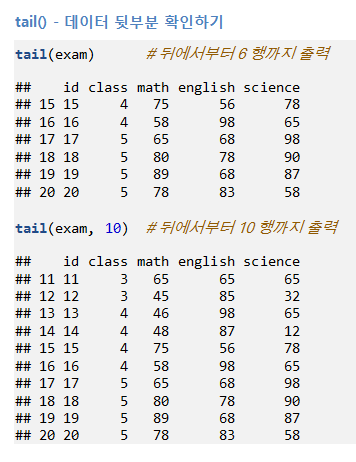 tail() - 데이터 뒷부분 확인하기
tail(exam)      # 뒤에서부터 6 행까지 출력
##    id class math english science
## 15 15     4   75      56      78
## 16 16     4   58      98      65
## 17 17     5   65      68      98
## 18 18     5   80      78      90
## 19 19     5   89      68      87
## 20 20     5   78      83      58
tail(exam, 10)  # 뒤에서부터 10 행까지 출력
##    id class math english science
## 11 11     3   65      65      65
## 12 12     3   45      85      32
## 13 13     4   46      98      65
## 14 14     4   48      87      12
## 15 15     4   75      56      78
## 16 16     4   58      98      65
## 17 17     5   65      68      98
## 18 18     5   80      78      90
## 19 19     5   89      68      87
## 20 20     5   78      83      58